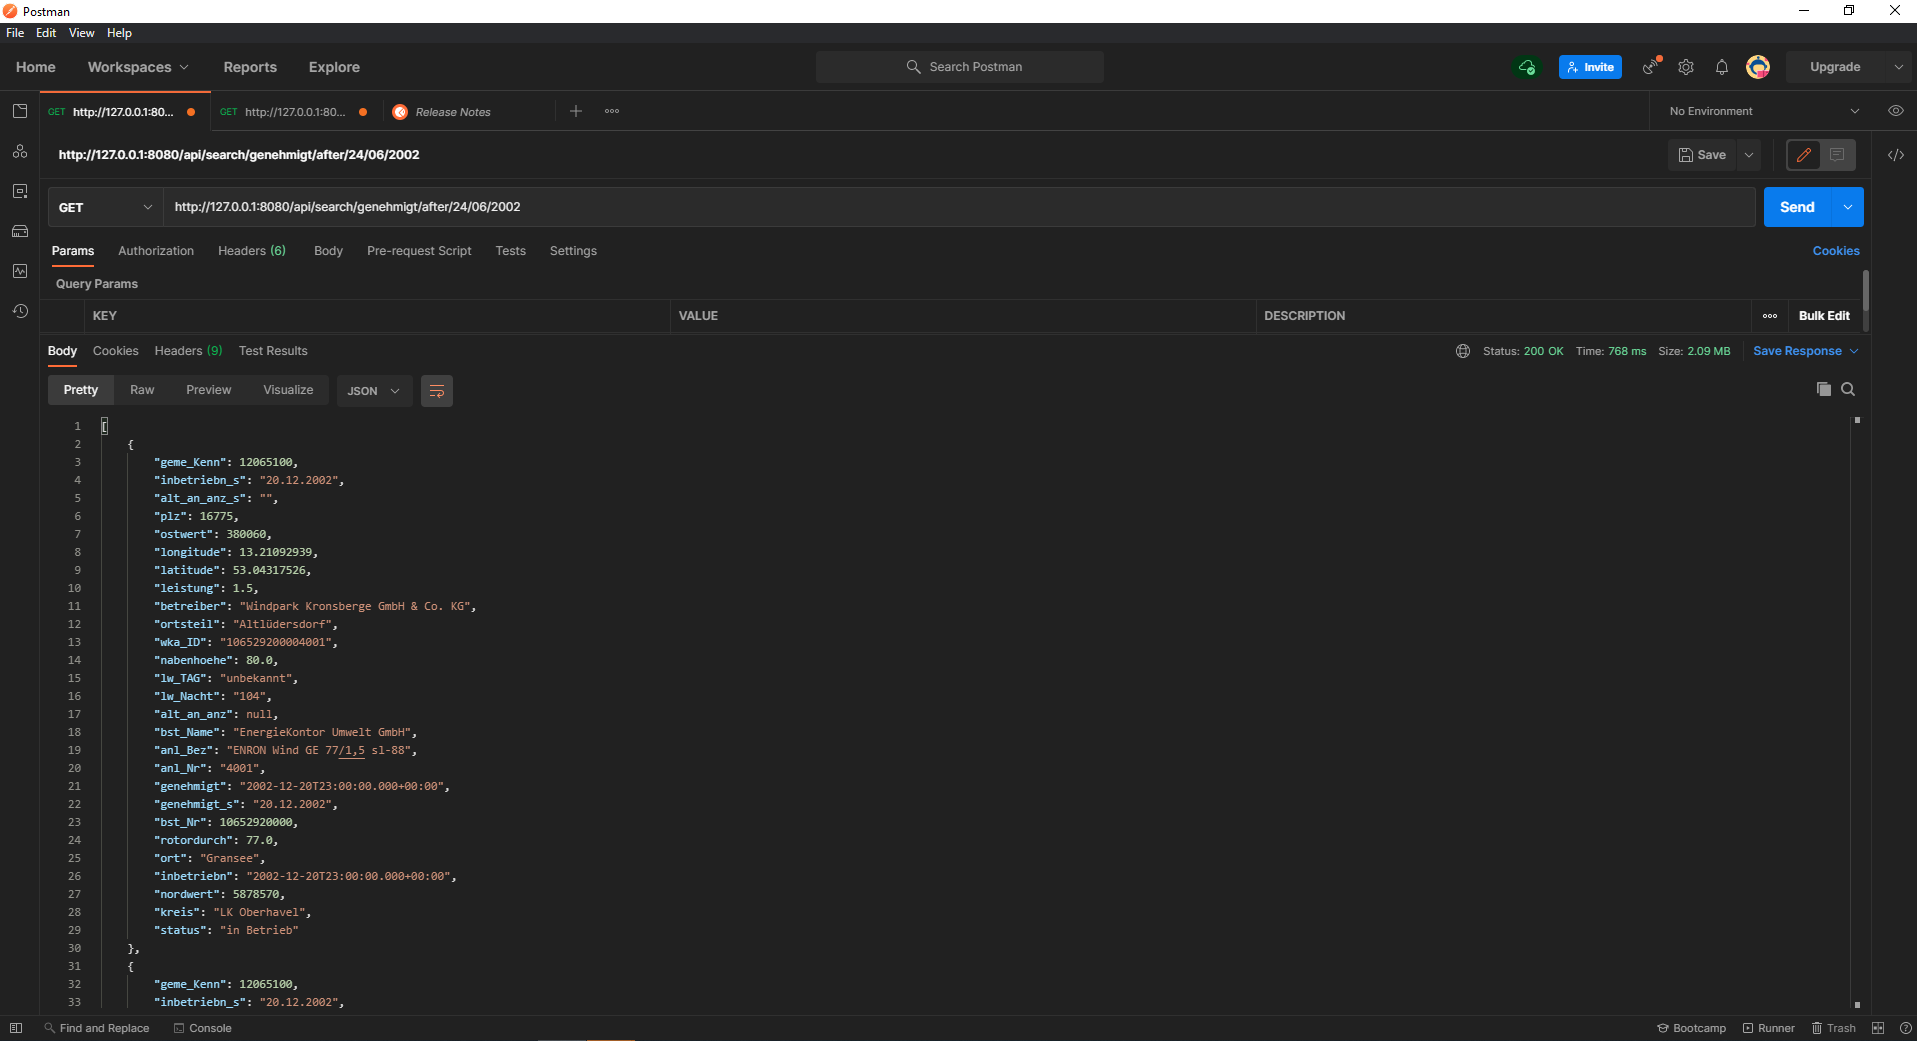 Postman
File Edit View Help
Home Workspaces Reports Explore Search Postman Invite Upgrade
GET http://127.0.0.1:80... GET http://127.0.0.1:80... Release Notes No Environment
http://127.0.0.1:8080/api/search/genehmigt/after/24/06/2002 Save
GET http://127.0.0.1:8080/api/search/genehmigt/after/24/06/2002 Send
Params Authorization Headers (6) Body Pre-request Script Tests Settings Cookies
Query Params
KEY VALUE DESCRIPTION Bulk Edit
Body Cookies Headers (9) Test Results Status: 200 OK Time: 768 ms Size: 2.09 MB Save Response
Pretty Raw Preview Visualize JSON
1 [
2 {
3 "geme_Kenn": 12065100,
4 "inbetriebn_s": "20.12.2002",
5 "alt_an_anz_s": "",
6 "plz": 16775,
7 "ostwert": 380060,
8 "longitude": 13.21092939,
9 "latitude": 53.04317526,
10 "leistung": 1.5,
11 "betreiber": "Windpark Kronsberge GmbH & Co. KG",
12 "ortsteil": "Altlüdersdorf",
13 "wka_ID": "106529200004001",
14 "nabenhoehe": 80.0,
15 "lw_TAG": "unbekannt",
16 "lw_Nacht": "104",
17 "alt_an_anz": null,
18 "bst_Name": "EnergieKontor Umwelt GmbH",
19 "anl_Bez": "ENRON Wind GE 77/1,5 sl-88",
20 "anl_Nr": "4001",
21 "genehmigt": "2002-12-20T23:00:00.000+00:00",
22 "genehmigt_s": "20.12.2002",
23 "bst_Nr": 10652920000,
24 "rotordurch": 77.0,
25 "ort": "Gransee",
26 "inbetriebn": "2002-12-20T23:00:00.000+00:00",
27 "nordwert": 5878570,
28 "kreis": "LK Oberhavel",
29 "status": "in Betrieb"
30 },
31 {
32 "geme_Kenn": 12065100,
33 "inbetriebn_s": "20.12.2002",
Find and Replace Console Bootcamp Runner Trash